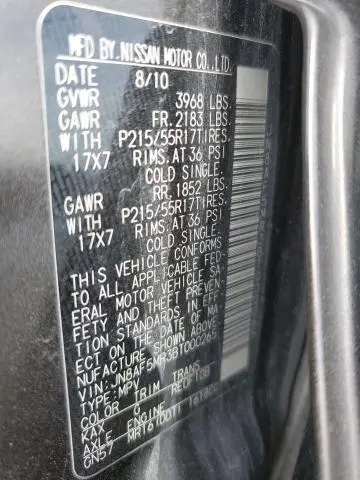 MFD BY NISSAN MOTOR CO.,LTD.
DATE 8/10
GVWR 3968 LBS.
GAWR FR. 2183 LBS.
WITH P215/55R17TIRES.
17X7 RIMS. AT 36 PSI
COLD SINGLE.
GAWR RR. 1852 LBS.
WITH P215/55R17TIRES.
17X7 RIMS. AT 36 PSI
COLD SINGLE.
THIS VEHICLE CONFORMS
TO ALL APPLICABLE FED-
ERAL MOTOR VEHICLE SA-
FETY AND THEFT PREVEN-
TION STANDARDS IN EFF-
ECT ON THE DATE OF MA-
NUFACTURE SHOWN ABOVE.
VIN: JN8AF5MR3BT000265
TYPE: MPV
COLOR TRIM TRANS
KAX G RE0F10B
AXLE ENGINE
GN57 MR16DDT